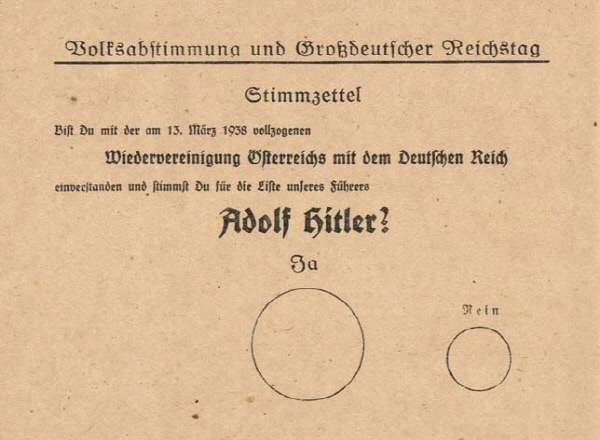 Volksabstimmung und Großdeutscher Reichstag
Stimmzettel
Bist Du mit der am 13. März 1938 vollzogenen
Wiedervereinigung Österreichs mit dem Deutschen Reich
einverstanden und stimmst Du für die Liste unseres Führers
Adolf Hitler?
Ja
Nein